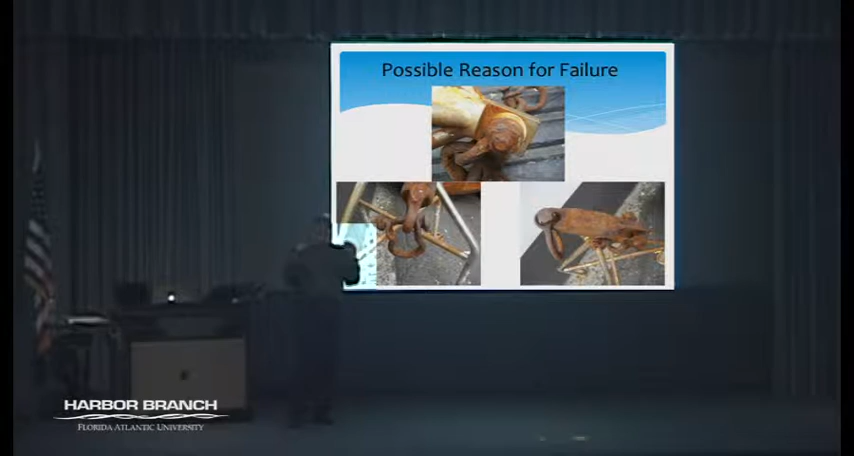 Possible Reason for Failure
HARBOR BRANCH
FLORIDA ATLANTIC UNIVERSITY